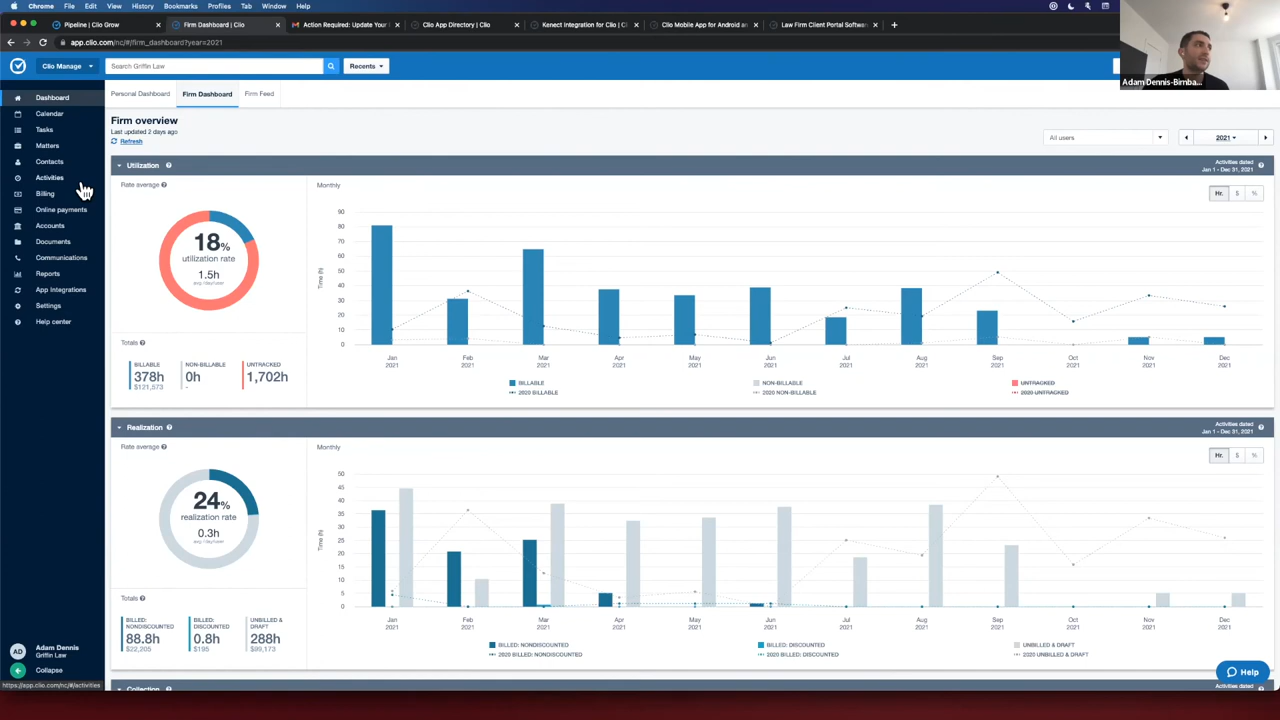 Chrome File Edit View History Bookmarks Profiles Tab Window Help
Pipeline | Clio Grow
Firm Dashboard | Clio
Action Required: Update Your
Clio App Directory | Clio
Kenect Integration for Clio | C
Clio Mobile App for Android an
Law Firm Client Portal Softwar
app.clio.com/nc/#/firm_dashboard?year=2021
Adam Dennis-Birnba...
Clio Manage
Search Griffin Law
Recents
Dashboard
Calendar
Tasks
Matters
Contacts
Activities
Billing
Online payments
Accounts
Documents
Communications
Reports
App Integrations
Settings
Help center
AD
Adam Dennis
Griffin Law
Collapse
https://app.clio.com/nc/#/activities
Personal Dashboard Firm Dashboard Firm Feed
Firm overview
Last updated 2 days ago
Refresh
All users
2021
Utilization
Activities dated
Jan 1 - Dec 31, 2021
Rate average
18%
utilization rate
1.5h
avg /day/user
Totals
BILLABLE
378h
$121,573
NON-BILLABLE
0h
-
UNTRACKED
1,702h
Monthly
Hr. $ %
Time (h)
90
80
70
60
50
40
30
20
10
0
Jan 2021
Feb 2021
Mar 2021
Apr 2021
May 2021
Jun 2021
Jul 2021
Aug 2021
Sep 2021
Oct 2021
Nov 2021
Dec 2021
BILLABLE
2020 BILLABLE
NON-BILLABLE
2020 NON-BILLABLE
UNTRACKED
2020 UNTRACKED
Realization
Activities dated
Jan 1 - Dec 31, 2021
Rate average
24%
realization rate
0.3h
avg /day/user
Totals
BILLED:
NONDISCOUNTED
88.8h
$22,205
BILLED:
DISCOUNTED
0.8h
$195
UNBILLED &
DRAFT
288h
$99,173
Monthly
Hr. $ %
Time (h)
50
45
40
35
30
25
20
15
10
5
0
Jan 2021
Feb 2021
Mar 2021
Apr 2021
May 2021
Jun 2021
Jul 2021
Aug 2021
Sep 2021
Oct 2021
Nov 2021
Dec 2021
BILLED: NONDISCOUNTED
2020 BILLED: NONDISCOUNTED
BILLED: DISCOUNTED
2020 BILLED: DISCOUNTED
UNBILLED & DRAFT
2020 UNBILLED & DRAFT
Help
Collection
Activities dated